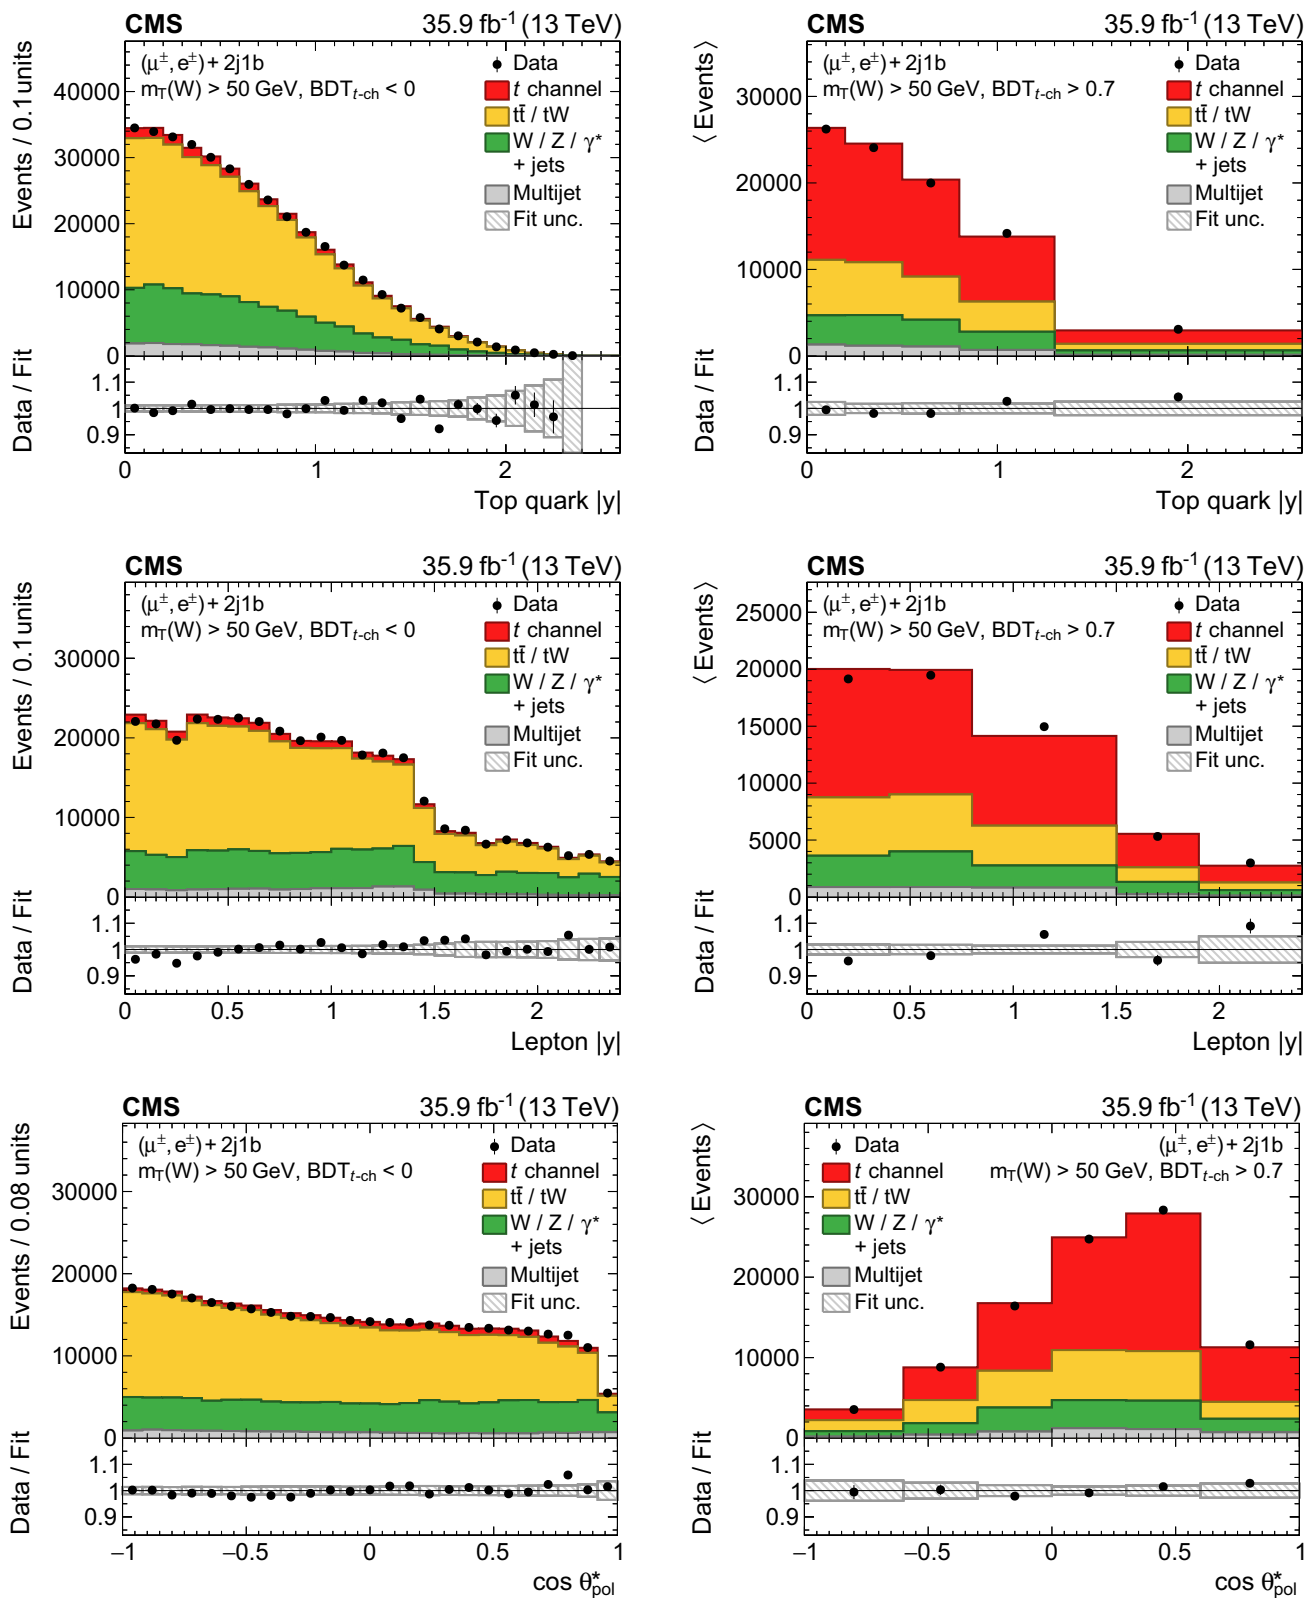 CMS 35.9 fb⁻¹ (13 TeV)
Events / 0.1 units
(μ±, e±) + 2j1b
mT(W) > 50 GeV, BDTt-ch < 0
Data
t channel
tt̄ / tW
W / Z / γ*
+ jets
Multijet
Fit unc.
40000
30000
20000
10000
0
Data / Fit
1.1
1
0.9
0 1 2
Top quark |y|
CMS 35.9 fb⁻¹ (13 TeV)
⟨Events⟩
(μ±, e±) + 2j1b
mT(W) > 50 GeV, BDTt-ch > 0.7
Data
t channel
tt̄ / tW
W / Z / γ*
+ jets
Multijet
Fit unc.
30000
20000
10000
0
Data / Fit
1.1
1
0.9
0 1 2
Top quark |y|
CMS 35.9 fb⁻¹ (13 TeV)
Events / 0.1 units
(μ±, e±) + 2j1b
mT(W) > 50 GeV, BDTt-ch < 0
Data
t channel
tt̄ / tW
W / Z / γ*
+ jets
Multijet
Fit unc.
30000
20000
10000
0
Data / Fit
1.1
1
0.9
0 0.5 1 1.5 2
Lepton |y|
CMS 35.9 fb⁻¹ (13 TeV)
⟨Events⟩
(μ±, e±) + 2j1b
mT(W) > 50 GeV, BDTt-ch > 0.7
Data
t channel
tt̄ / tW
W / Z / γ*
+ jets
Multijet
Fit unc.
25000
20000
15000
10000
5000
0
Data / Fit
1.1
1
0.9
0 0.5 1 1.5 2
Lepton |y|
CMS 35.9 fb⁻¹ (13 TeV)
Events / 0.08 units
(μ±, e±) + 2j1b
mT(W) > 50 GeV, BDTt-ch < 0
Data
t channel
tt̄ / tW
W / Z / γ*
+ jets
Multijet
Fit unc.
30000
20000
10000
0
Data / Fit
1.1
1
0.9
−1 −0.5 0 0.5 1
cos θ*pol
CMS 35.9 fb⁻¹ (13 TeV)
⟨Events⟩
Data
t channel
tt̄ / tW
W / Z / γ*
+ jets
Multijet
Fit unc.
(μ±, e±) + 2j1b
mT(W) > 50 GeV, BDTt-ch > 0.7
30000
20000
10000
0
Data / Fit
1.1
1
0.9
−1 −0.5 0 0.5 1
cos θ*pol